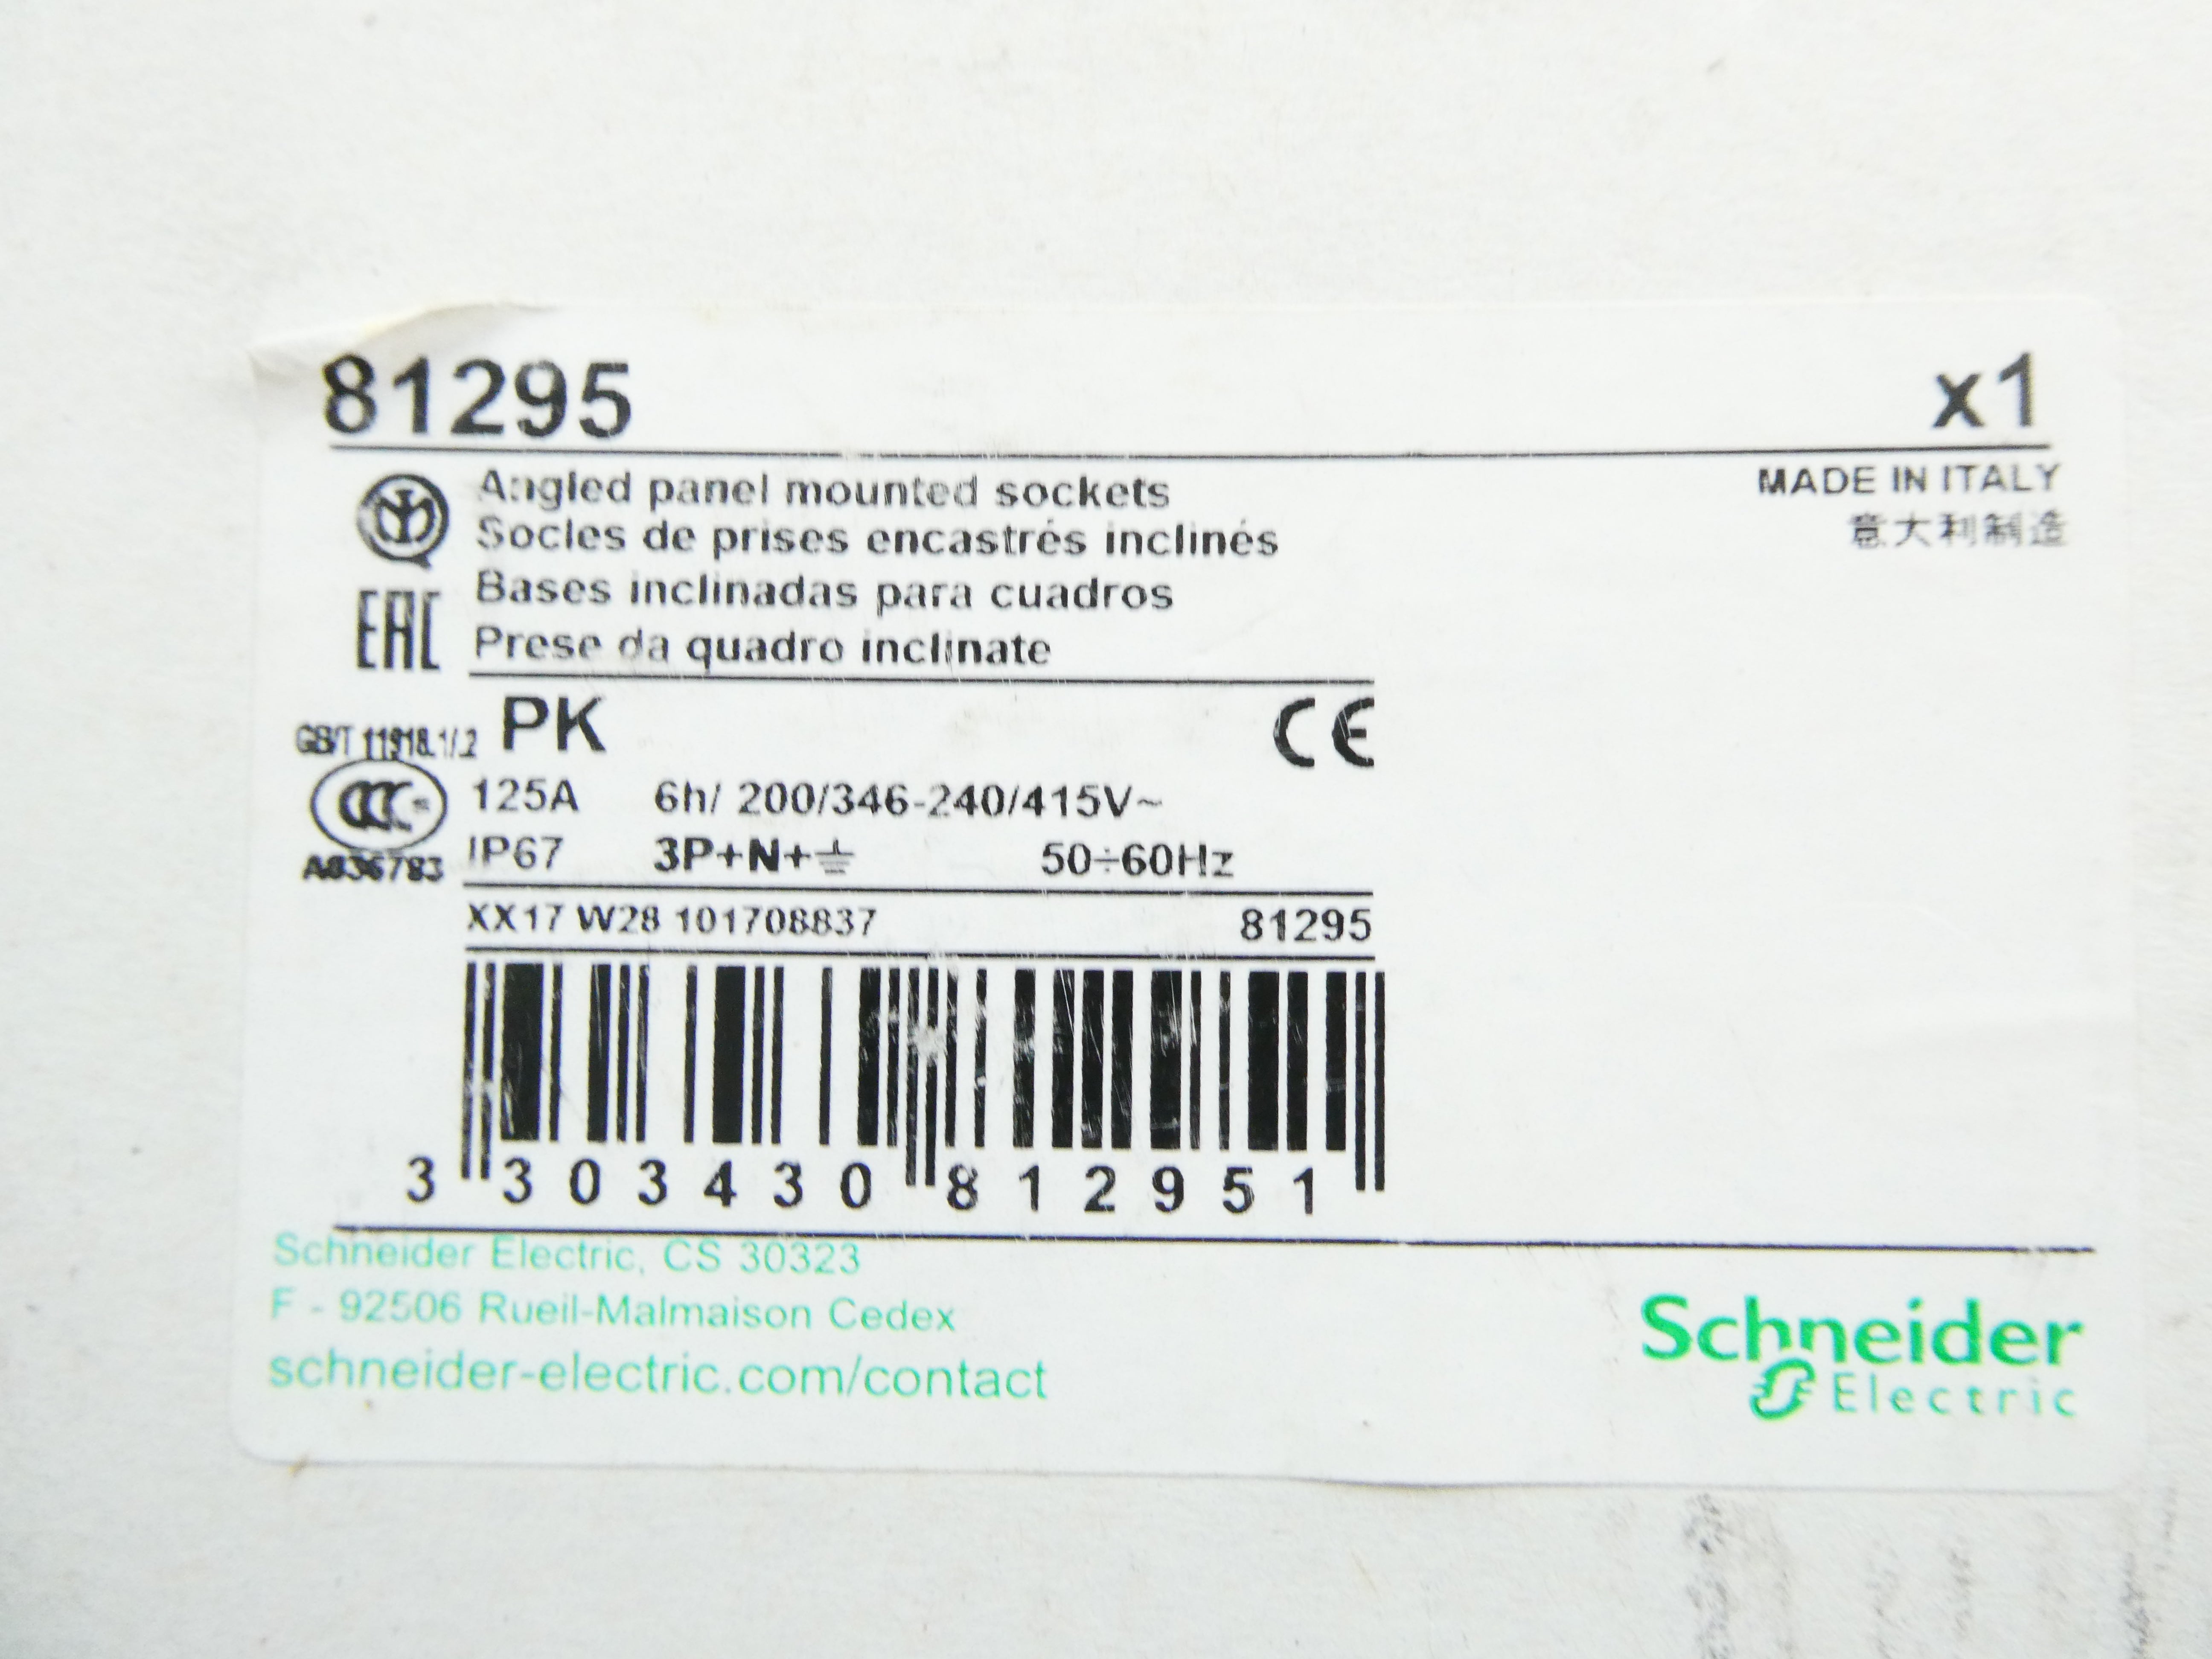 81295 x1
Angled panel mounted sockets MADE IN ITALY
Socles de prises encastrés inclinés 意大利制造
Bases inclinadas para cuadros
EAC Prese da quadro inclinate
GB/T 11918.1/.2 PK CE
CCC 125A 6h/ 200/346-240/415V~
A036783 IP67 3P+N+⏚ 50÷60Hz
XX17 W28 101708837 81295
3 303430 812951
Schneider Electric, CS 30323
F - 92506 Rueil-Malmaison Cedex
schneider-electric.com/contact
Schneider
Electric